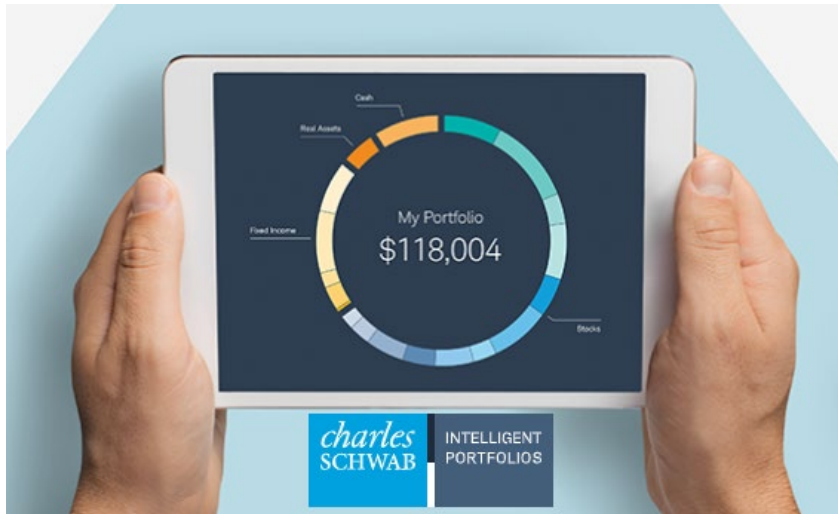 Cash
Real Assets
My Portfolio
Fixed Income
$118,004
Stocks
charles
SCHWAB
INTELLIGENT
PORTFOLIOS